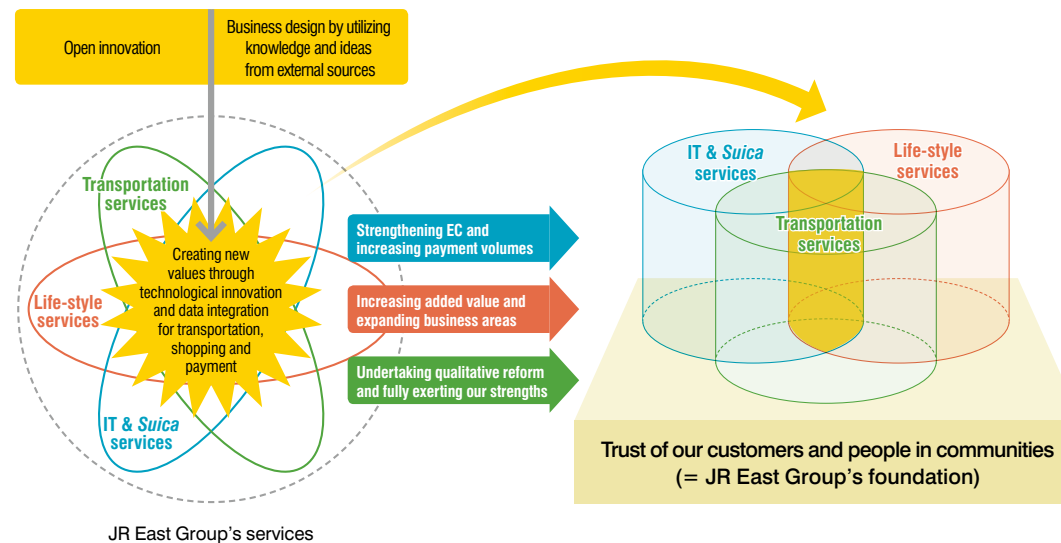 Open innovation
Business design by utilizing
knowledge and ideas
from external sources
Transportation
services
Life-style
services
IT & Suica
services
Creating new
values through
technological innovation
and data integration
for transportation,
shopping and
payment
JR East Group's services
Strengthening EC and
increasing payment volumes
Increasing added value and
expanding business areas
Undertaking qualitative reform
and fully exerting our strengths
IT & Suica
services
Life-style
services
Transportation
services
Trust of our customers and people in communities
(= JR East Group's foundation)